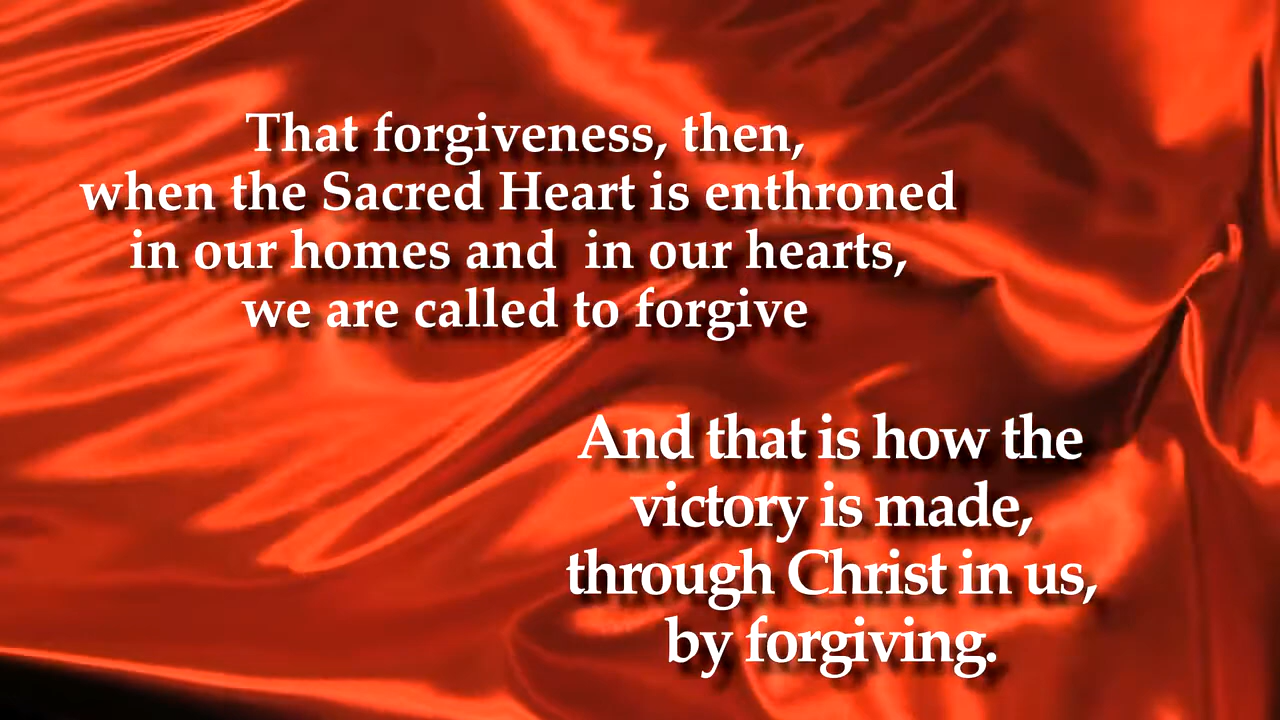 That forgiveness, then,
when the Sacred Heart is enthroned
in our homes and  in our hearts,
we are called to forgive
And that is how the
victory is made,
through Christ in us,
by forgiving.